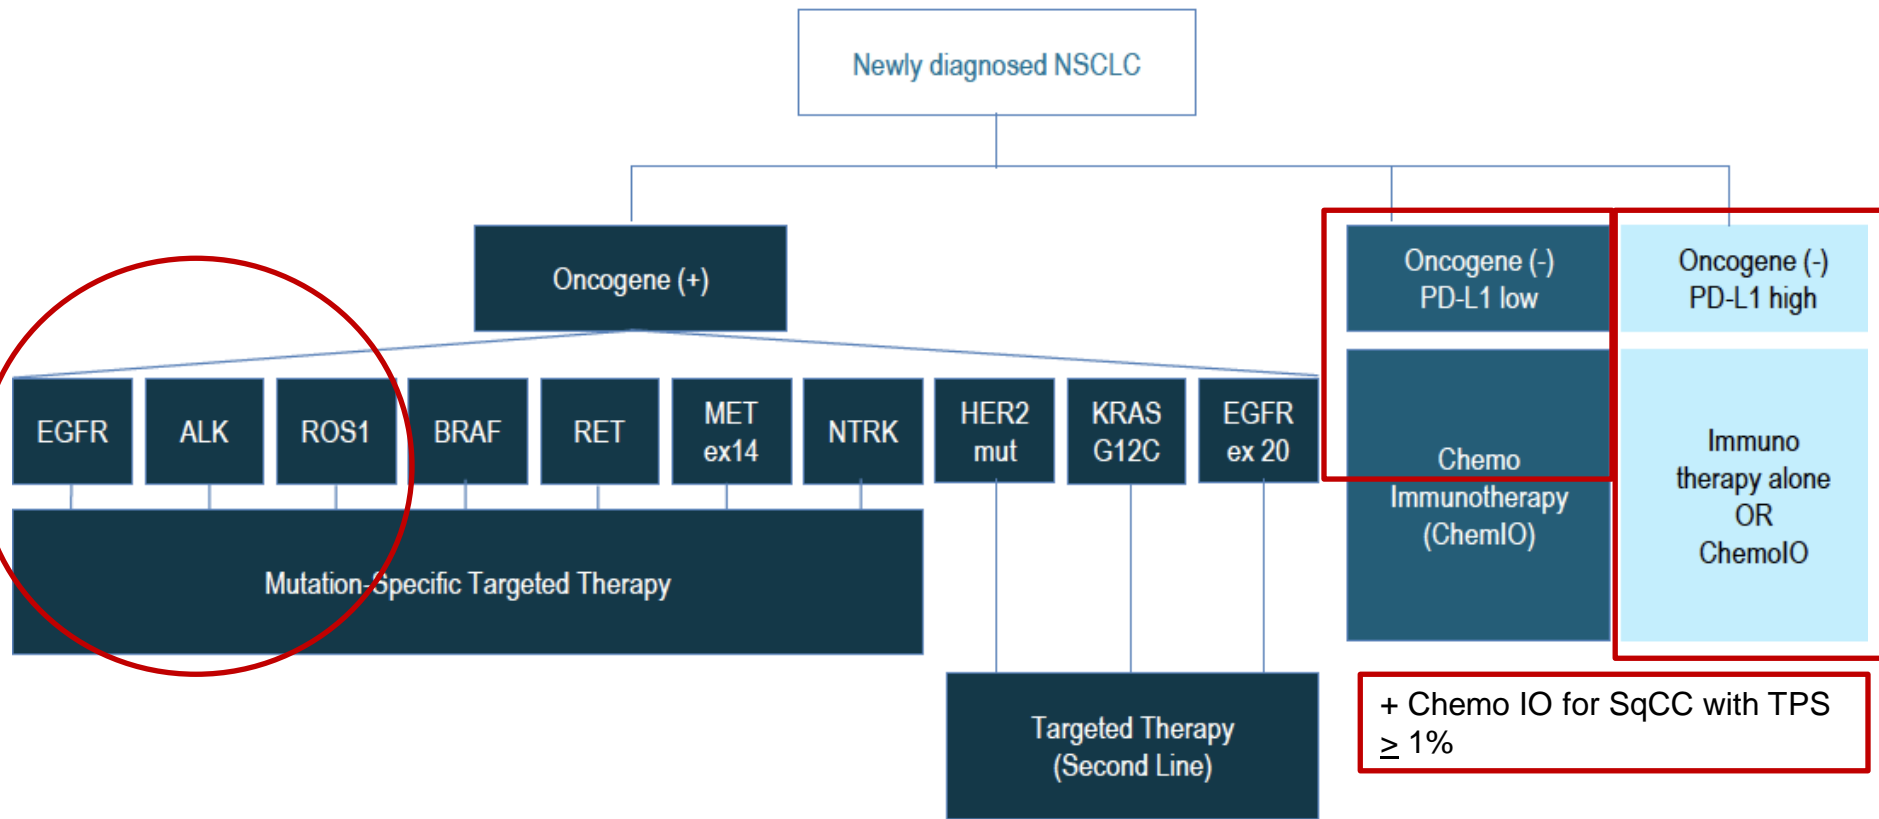 Newly diagnosed NSCLC
Oncogene (+)
Oncogene (-)
PD-L1 low
Oncogene (-)
PD-L1 high
EGFR
ALK
ROS1
BRAF
RET
MET
ex14
NTRK
HER2
mut
KRAS
G12C
EGFR
ex 20
Chemo
Immunotherapy
(ChemIO)
Immuno
therapy alone
OR
ChemoIO
Mutation-Specific Targeted Therapy
Targeted Therapy
(Second Line)
+ Chemo IO for SqCC with TPS
≥ 1%